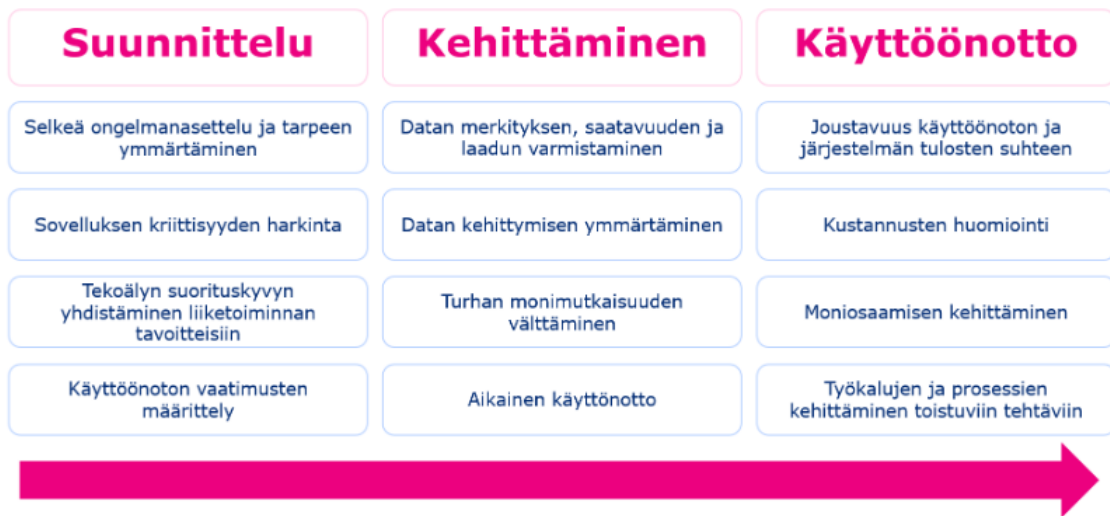 Suunnittelu
Kehittäminen
Käyttöönotto
Selkeä ongelmanasettelu ja tarpeen
ymmärtäminen
Datan merkityksen, saatavuuden ja
laadun varmistaminen
Joustavuus käyttöönoton ja
järjestelmän tulosten suhteen
Sovelluksen kriittisyyden harkinta
Datan kehittymisen ymmärtäminen
Kustannusten huomiointi
Tekoälyn suorituskyvyn
yhdistäminen liiketoiminnan
tavoitteisiin
Turhan monimutkaisuuden
välttäminen
Moniosaamisen kehittäminen
Käyttöönoton vaatimusten
määrittely
Aikainen käyttönotto
Työkalujen ja prosessien
kehittäminen toistuviin tehtäviin